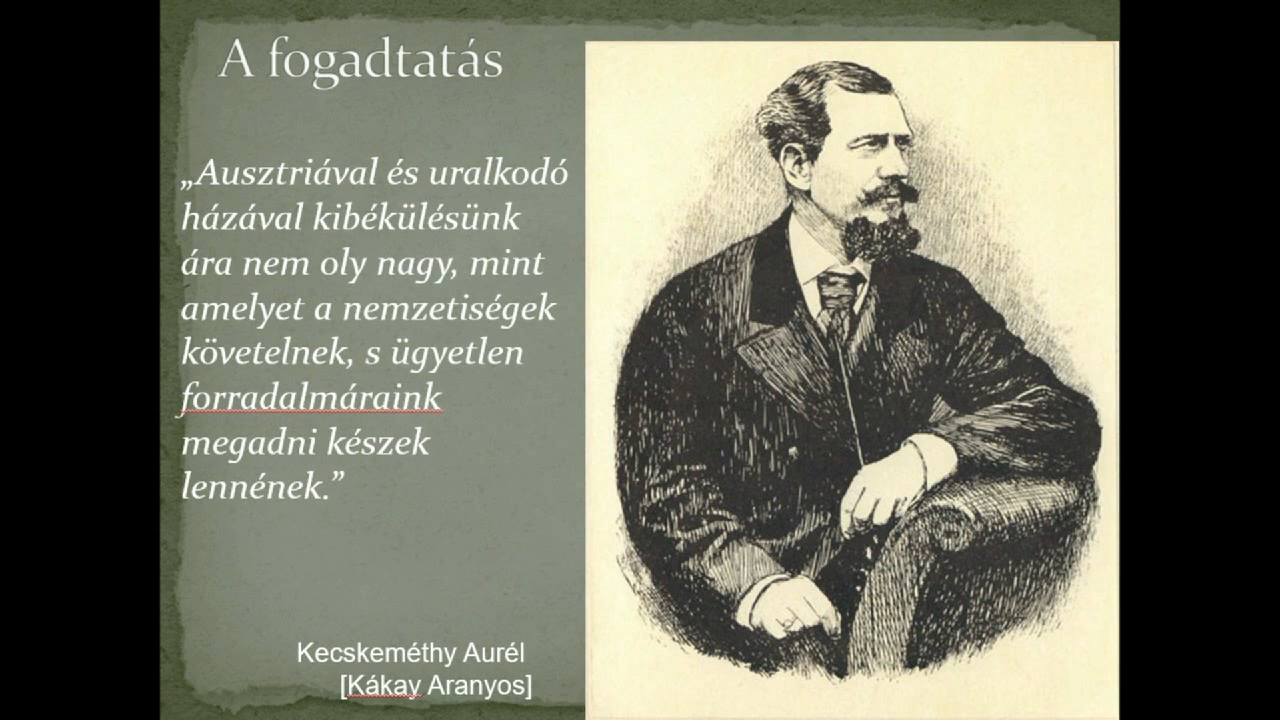 A fogadtatás
„Ausztriával és uralkodó
házával kibékülésünk
ára nem oly nagy, mint
amelyet a nemzetiségek
követelnek, s ügyetlen
forradalmáraink
megadni készek
lennének.”
Kecskeméthy Aurél
[Kákay Aranyos]